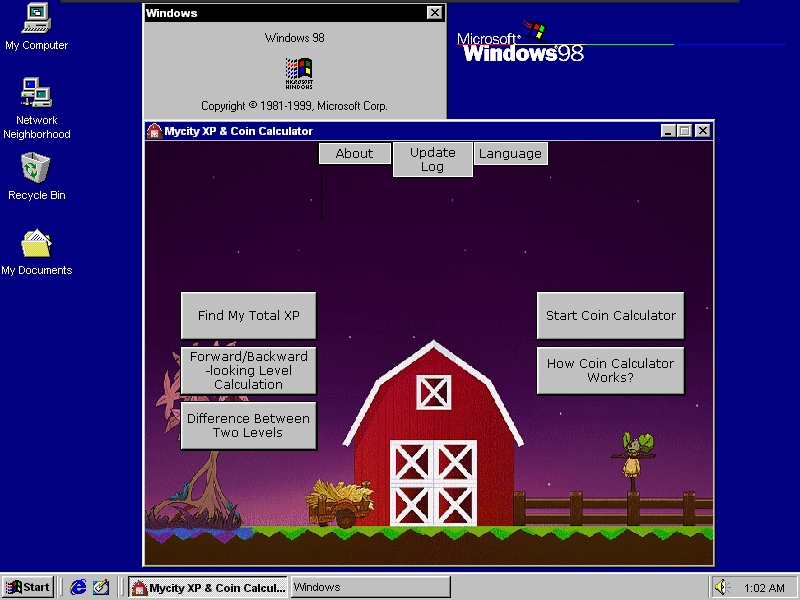 My Computer
Network
Neighborhood
Recycle Bin
My Documents
Windows
Windows 98
MICROSOFT
WINDOWS
Copyright © 1981-1999, Microsoft Corp.
Microsoft®
Windows 98
Mycity XP & Coin Calculator
About
Update
Log
Language
Find My Total XP
Forward/Backward
-looking Level
Calculation
Difference Between
Two Levels
Start Coin Calculator
How Coin Calculator
Works?
Start
Mycity XP & Coin Calcul...
Windows
1:02 AM